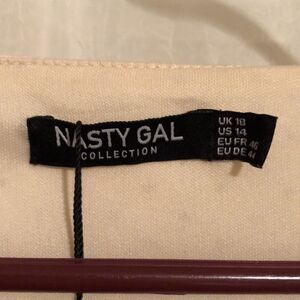 NASTY GAL
COLLECTION
UK 18
US 14
EU FR 46
EU DE 44